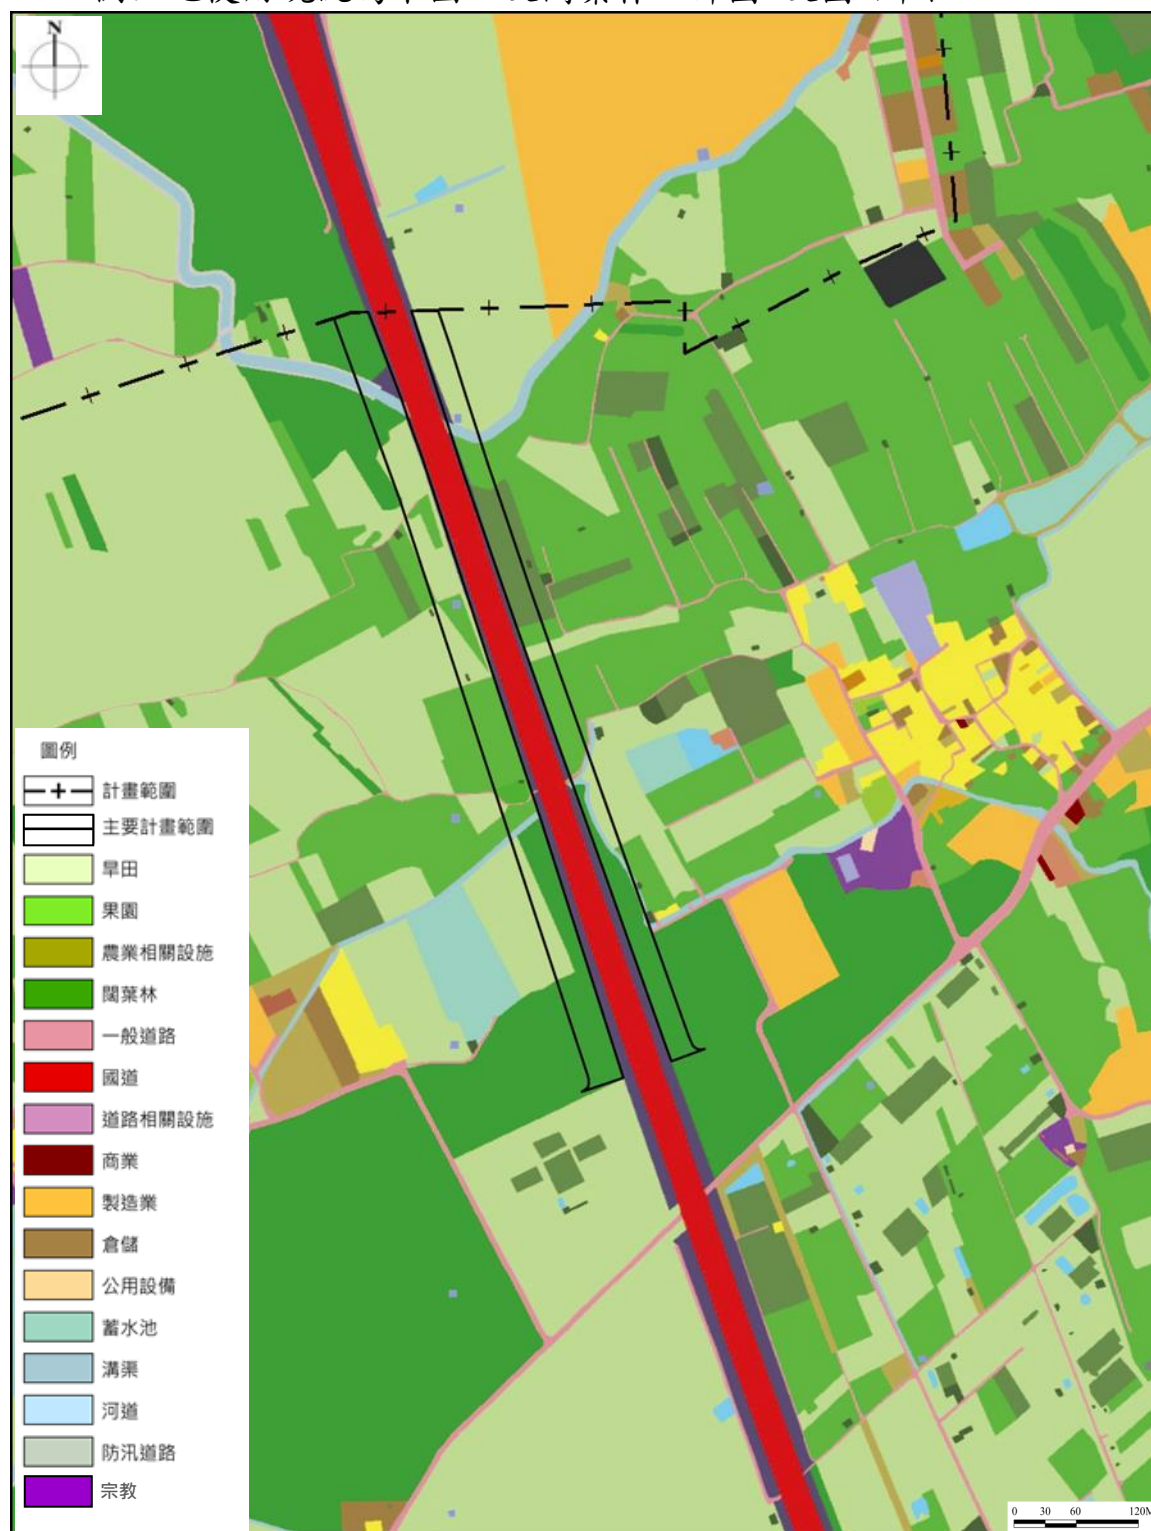 N
圖例
計畫範圍
主要計畫範圍
旱田
果園
農業相關設施
闊葉林
一般道路
國道
道路相關設施
商業
製造業
倉儲
公用設備
蓄水池
溝渠
河道
防汛道路
宗教
0 30 60 120M